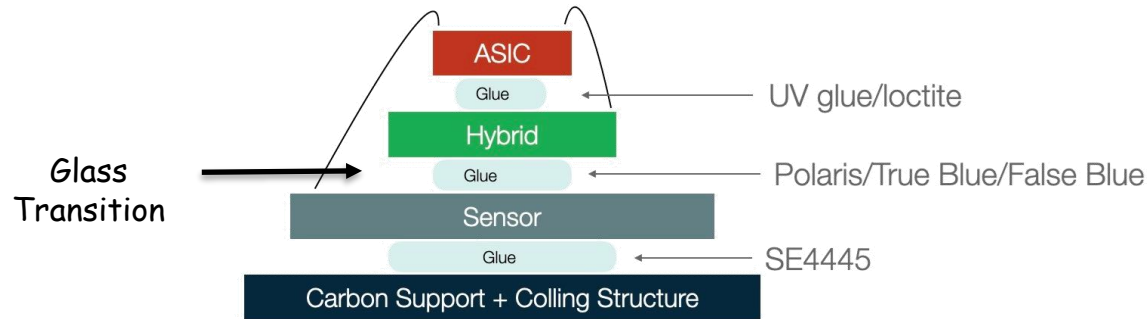 ASIC
Glue
UV glue/loctite
Hybrid
Glass
Transition
Glue
Polaris/True Blue/False Blue
Sensor
Glue
SE4445
Carbon Support + Colling Structure